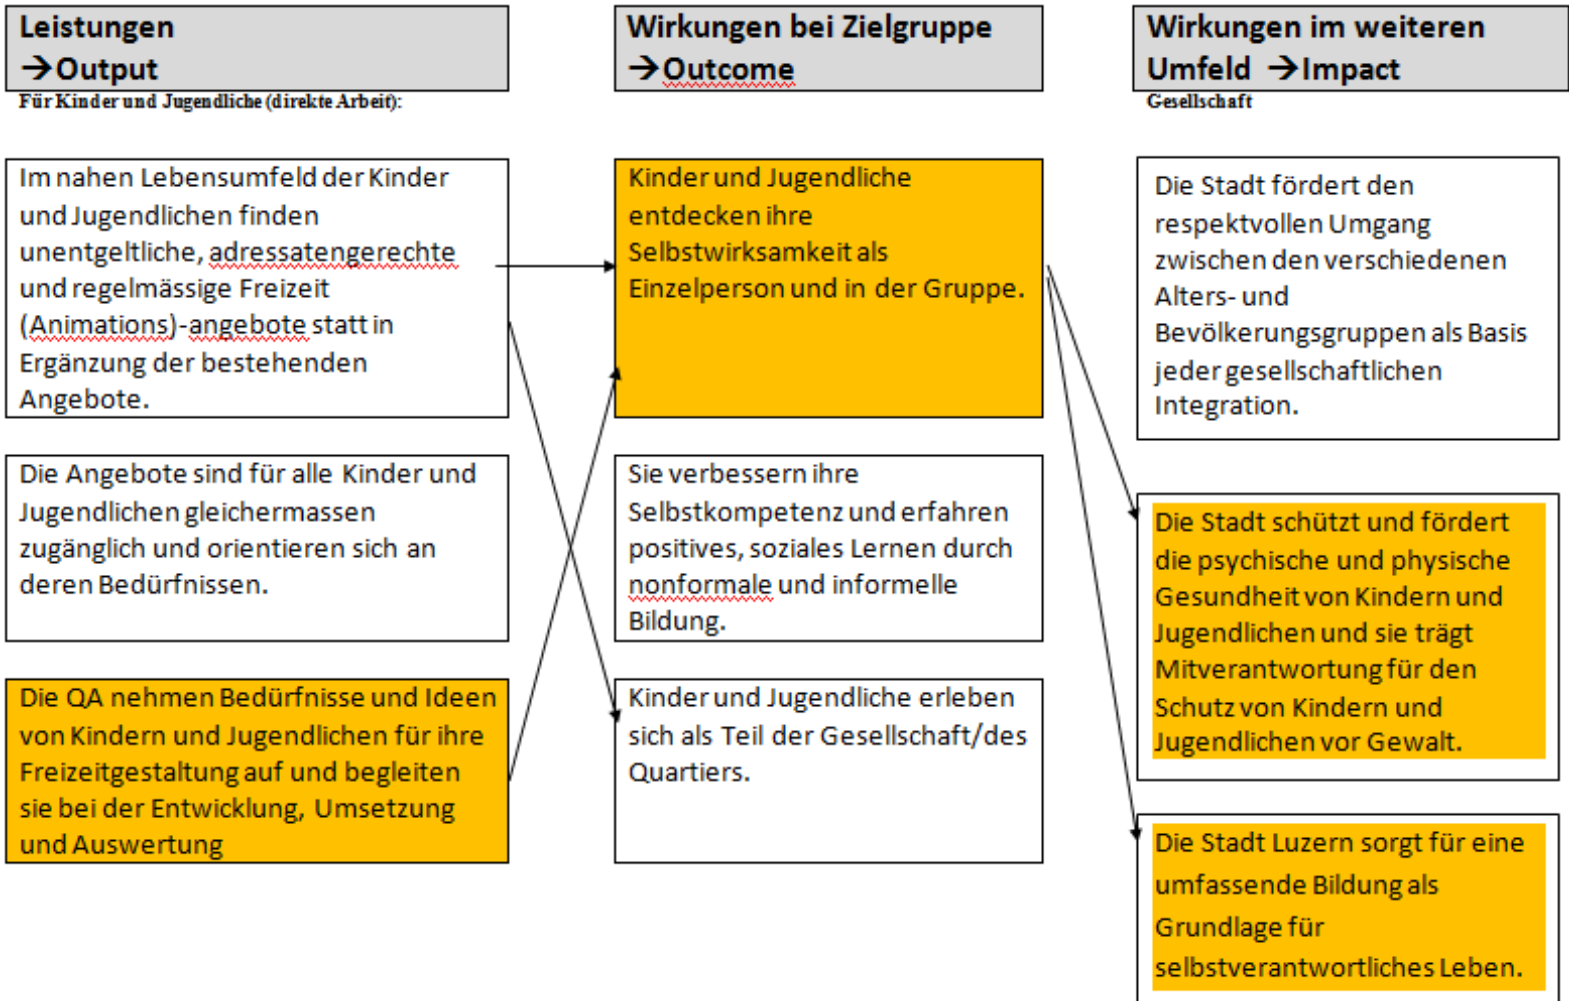 Leistungen
→Output
Für Kinder und Jugendliche (direkte Arbeit):
Im nahen Lebensumfeld der Kinder
und Jugendlichen finden
unentgeltliche, adressatengerechte
und regelmässige Freizeit
(Animations)-angebote statt in
Ergänzung der bestehenden
Angebote.
Die Angebote sind für alle Kinder und
Jugendlichen gleichermassen
zugänglich und orientieren sich an
deren Bedürfnissen.
Die QA nehmen Bedürfnisse und Ideen
von Kindern und Jugendlichen für ihre
Freizeitgestaltung auf und begleiten
sie bei der Entwicklung, Umsetzung
und Auswertung
Wirkungen bei Zielgruppe
→Outcome
Kinder und Jugendliche
entdecken ihre
Selbstwirksamkeit als
Einzelperson und in der Gruppe.
Sie verbessern ihre
Selbstkompetenz und erfahren
positives, soziales Lernen durch
nonformale und informelle
Bildung.
Kinder und Jugendliche erleben
sich als Teil der Gesellschaft/des
Quartiers.
Wirkungen im weiteren
Umfeld →Impact
Gesellschaft
Die Stadt fördert den
respektvollen Umgang
zwischen den verschiedenen
Alters- und
Bevölkerungsgruppen als Basis
jeder gesellschaftlichen
Integration.
Die Stadt schützt und fördert
die psychische und physische
Gesundheit von Kindern und
Jugendlichen und sie trägt
Mitverantwortung für den
Schutz von Kindern und
Jugendlichen vor Gewalt.
Die Stadt Luzern sorgt für eine
umfassende Bildung als
Grundlage für
selbstverantwortliches Leben.